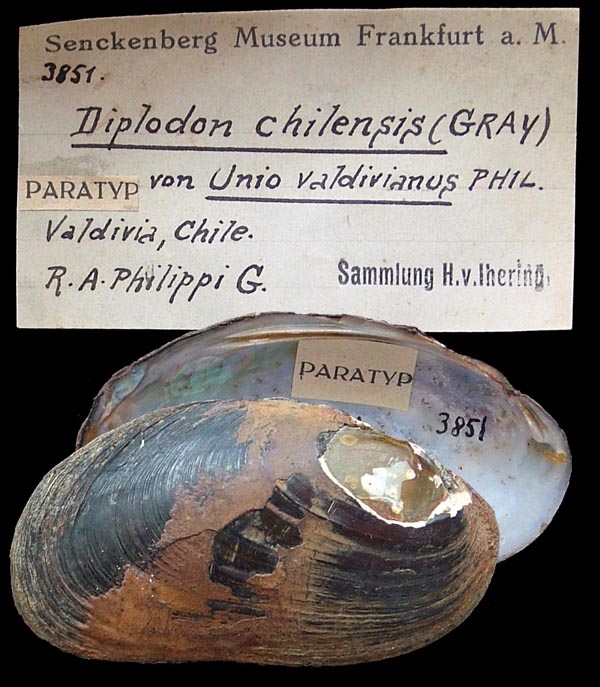 Senckenberg Museum Frankfurt a. M.
3851.
Diplodon chilensis (GRAY)
PARATYP von Unio valdivianus PHIL.
Valdivia, Chile.
R. A. Philippi G. Sammlung H.v.Ihering.
PARATYP
3851